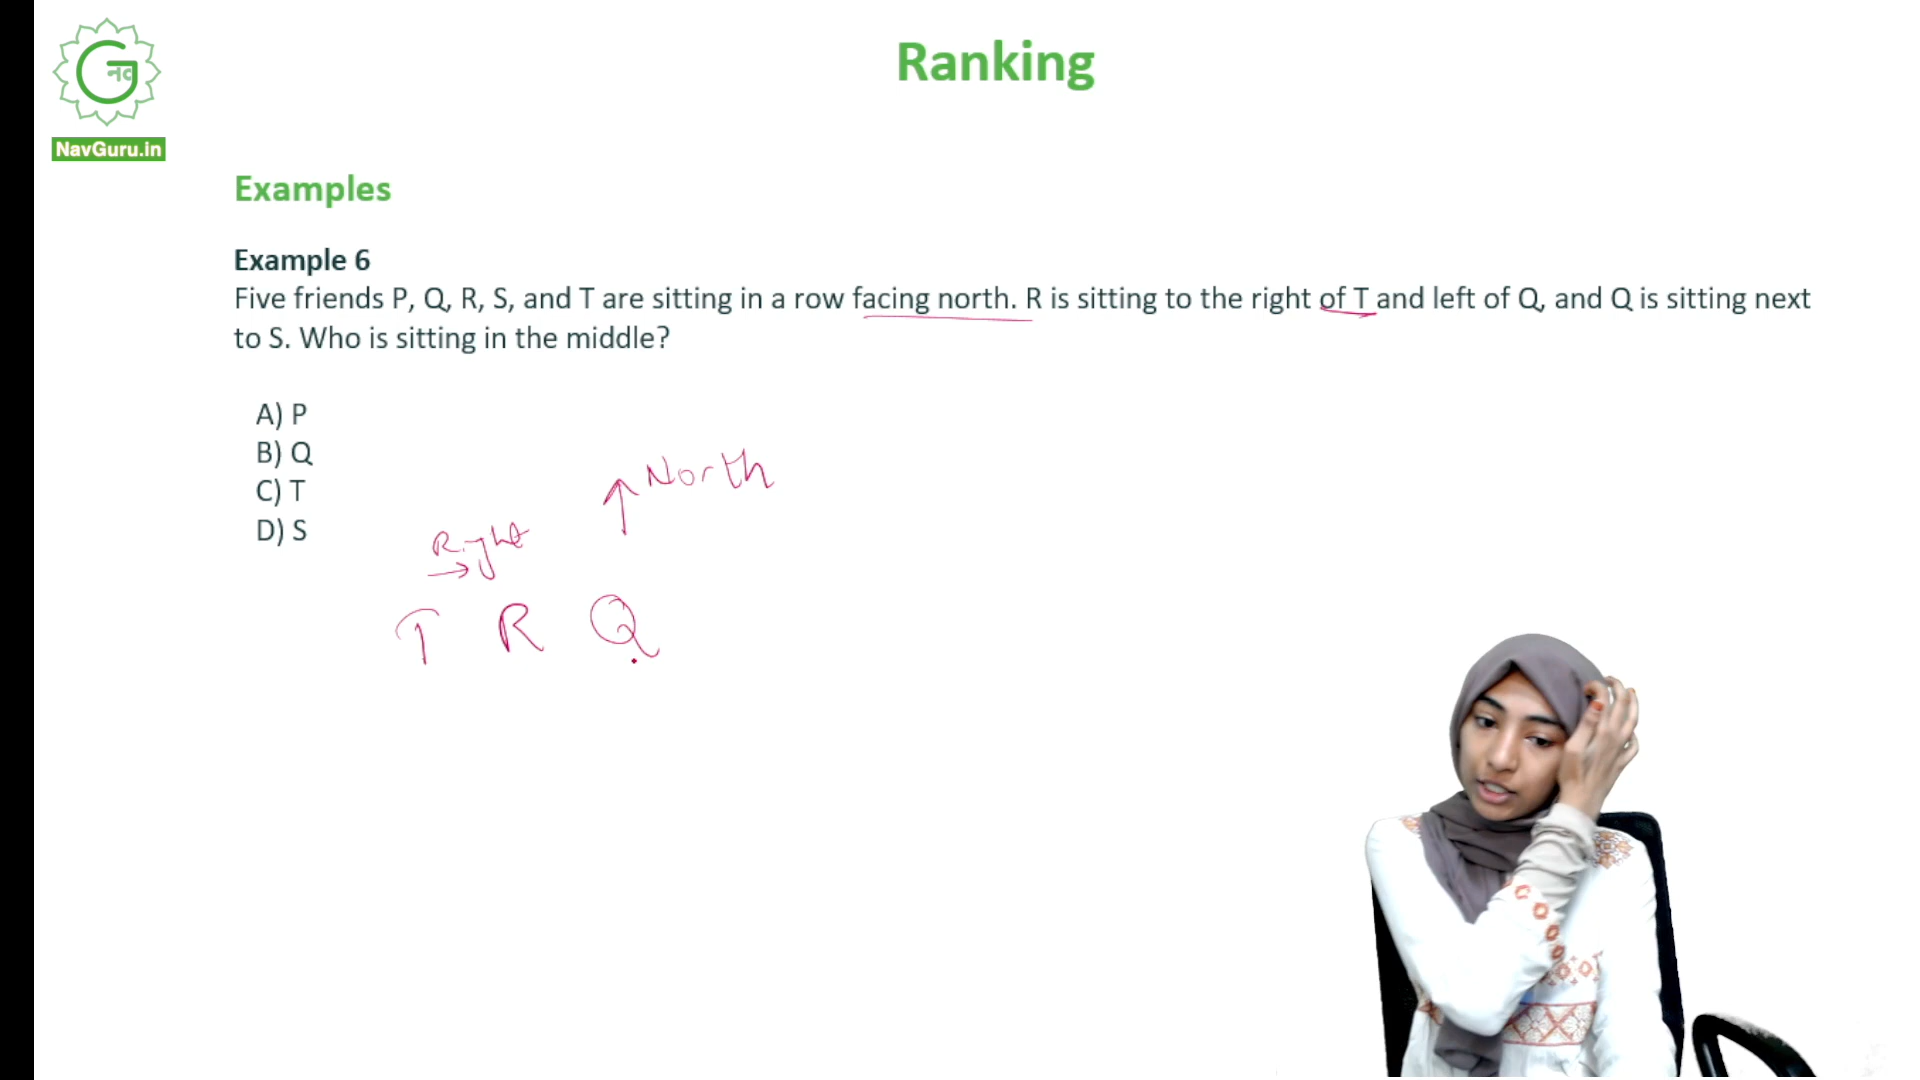 नव
NavGuru.in
Ranking
Examples
Example 6
Five friends P, Q, R, S, and T are sitting in a row facing north. R is sitting to the right of T and left of Q, and Q is sitting next
to S. Who is sitting in the middle?
A) P
B) Q
C) T
D) S
North
Right
T R Q